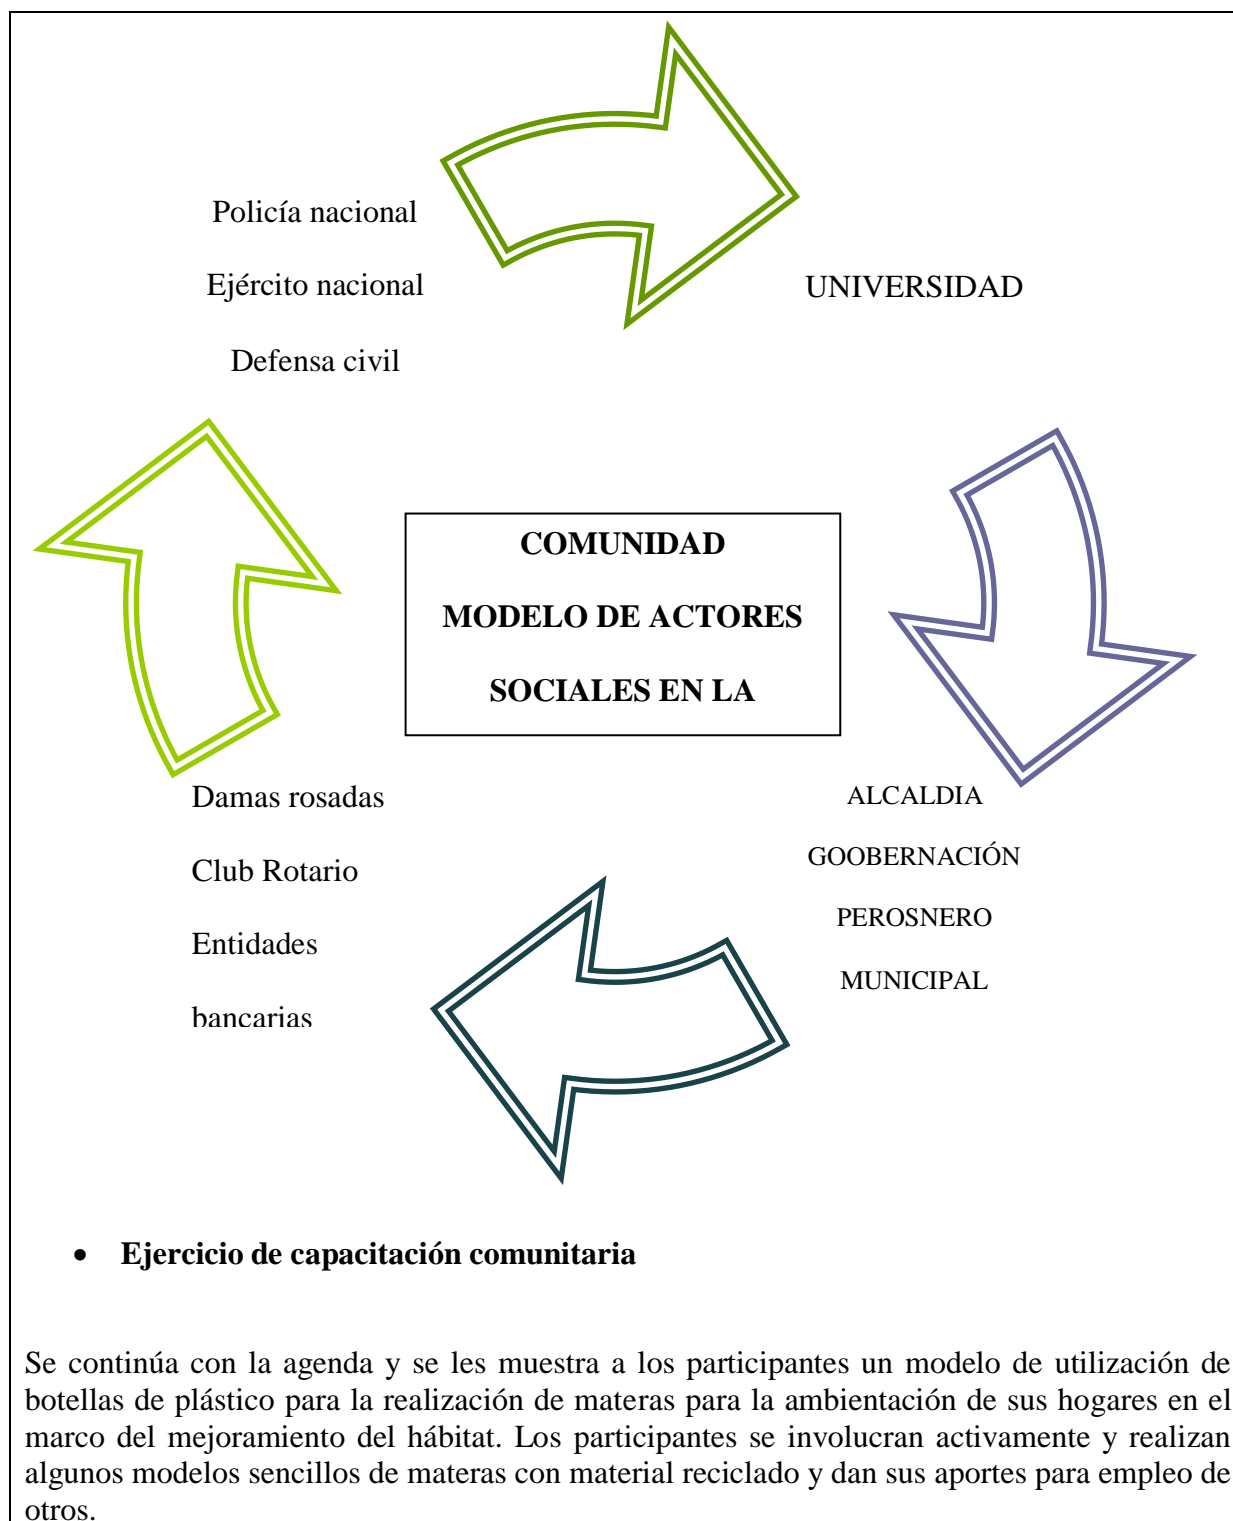 Policía nacional
Ejército nacional
Defensa civil
UNIVERSIDAD
COMUNIDAD
MODELO DE ACTORES
SOCIALES EN LA
Damas rosadas
Club Rotario
Entidades
bancarias
ALCALDIA
GOOBERNACIÓN
PEROSNERO
MUNICIPAL
• Ejercicio de capacitación comunitaria
Se continúa con la agenda y se les muestra a los participantes un modelo de utilización de
botellas de plástico para la realización de materas para la ambientación de sus hogares en el
marco del mejoramiento del hábitat. Los participantes se involucran activamente y realizan
algunos modelos sencillos de materas con material reciclado y dan sus aportes para empleo de
otros.